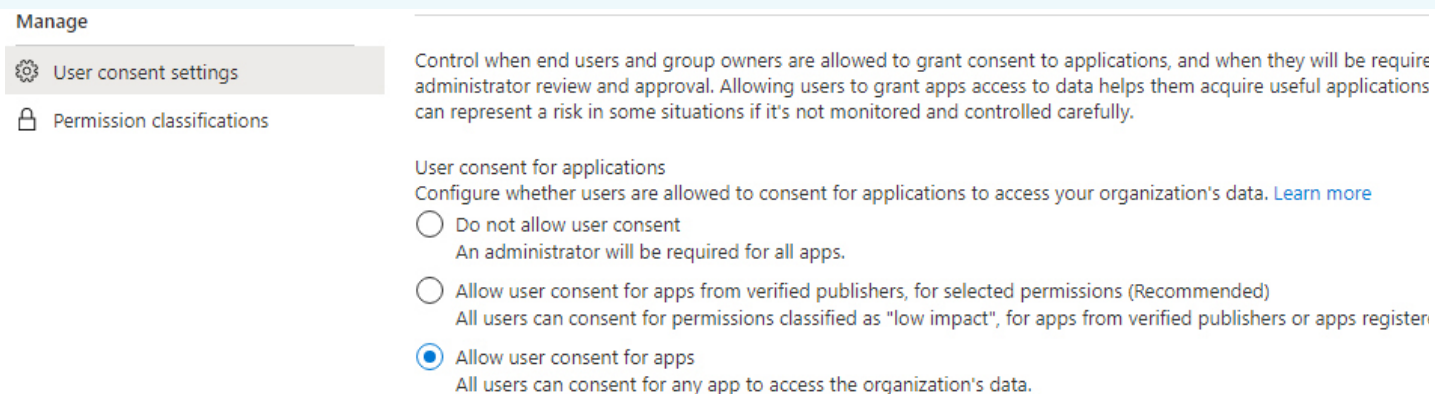 Manage
User consent settings
Permission classifications
Control when end users and group owners are allowed to grant consent to applications, and when they will be require
administrator review and approval. Allowing users to grant apps access to data helps them acquire useful applications
can represent a risk in some situations if it's not monitored and controlled carefully.
User consent for applications
Configure whether users are allowed to consent for applications to access your organization's data. Learn more
Do not allow user consent
An administrator will be required for all apps.
Allow user consent for apps from verified publishers, for selected permissions (Recommended)
All users can consent for permissions classified as "low impact", for apps from verified publishers or apps register
Allow user consent for apps
All users can consent for any app to access the organization's data.